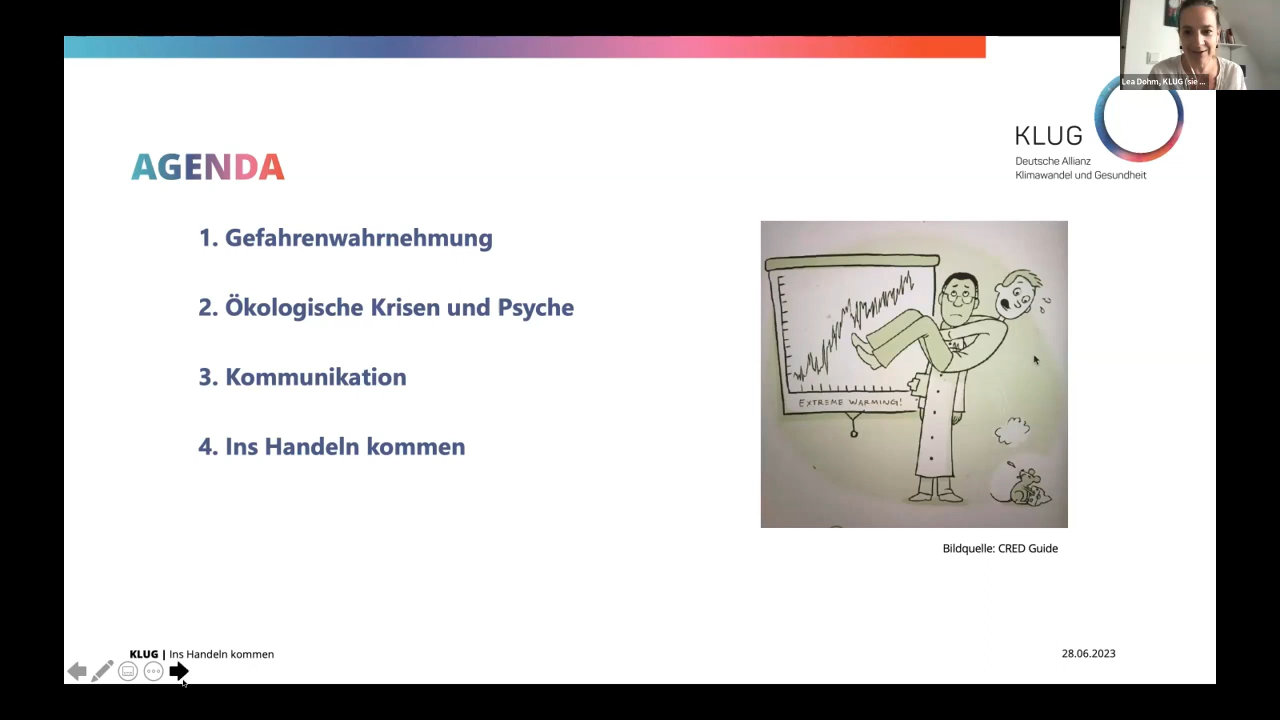 Lea Dohm, KLUG (sie ...
KLUG
Deutsche Allianz
Klimawandel und Gesundheit
AGENDA
1. Gefahrenwahrnehmung
2. Ökologische Krisen und Psyche
3. Kommunikation
4. Ins Handeln kommen
EXTREME WARMING!
Bildquelle: CRED Guide
KLUG | Ins Handeln kommen
28.06.2023